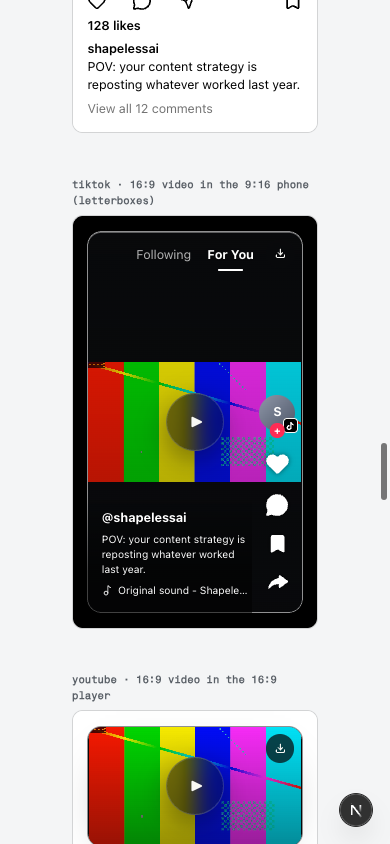 128 likes
shapelessai
POV: your content strategy is
reposting whatever worked last year.
View all 12 comments
tiktok · 16:9 video in the 9:16 phone
(letterboxes)
Following For You
S
@shapelessai
POV: your content strategy is
reposting whatever worked
last year.
Original sound - Shapele...
youtube · 16:9 video in the 16:9
player
N